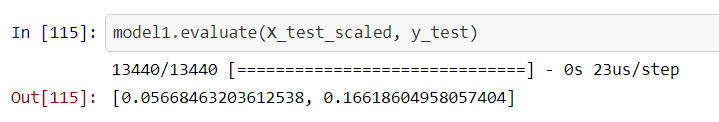 In [115]: model1.evaluate(X_test_scaled, y_test)
13440/13440 [==============================] - 0s 23us/step
Out[115]: [0.05668463203612538, 0.16618604958057404]